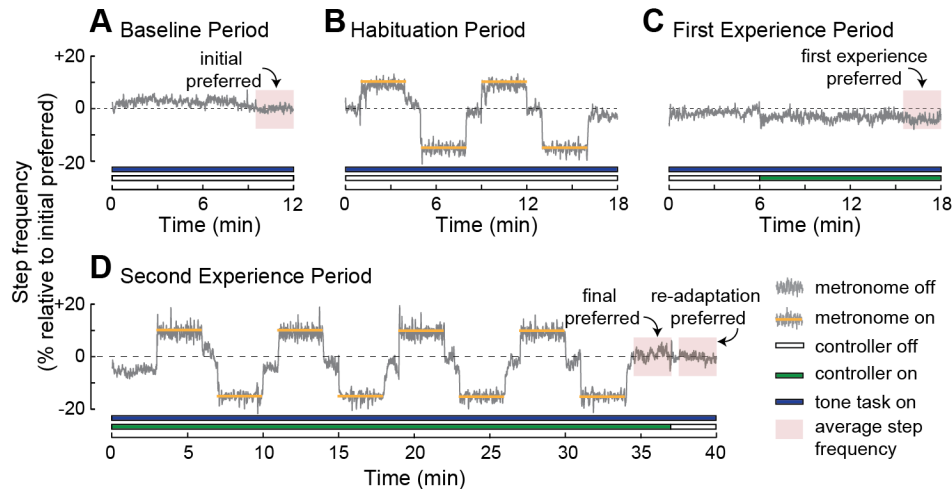 A Baseline Period
B Habituation Period
C First Experience Period
Step frequency
(% relative to initial preferred)
+20
0
-20
initial
preferred
first experience
preferred
0 6 12
Time (min)
0 6 12 18
Time (min)
0 6 12 18
Time (min)
D Second Experience Period
+20
0
-20
final
preferred
re-adaptation
preferred
0 5 10 15 20 25 30 35 40
Time (min)
metronome off
metronome on
controller off
controller on
tone task on
average step
frequency